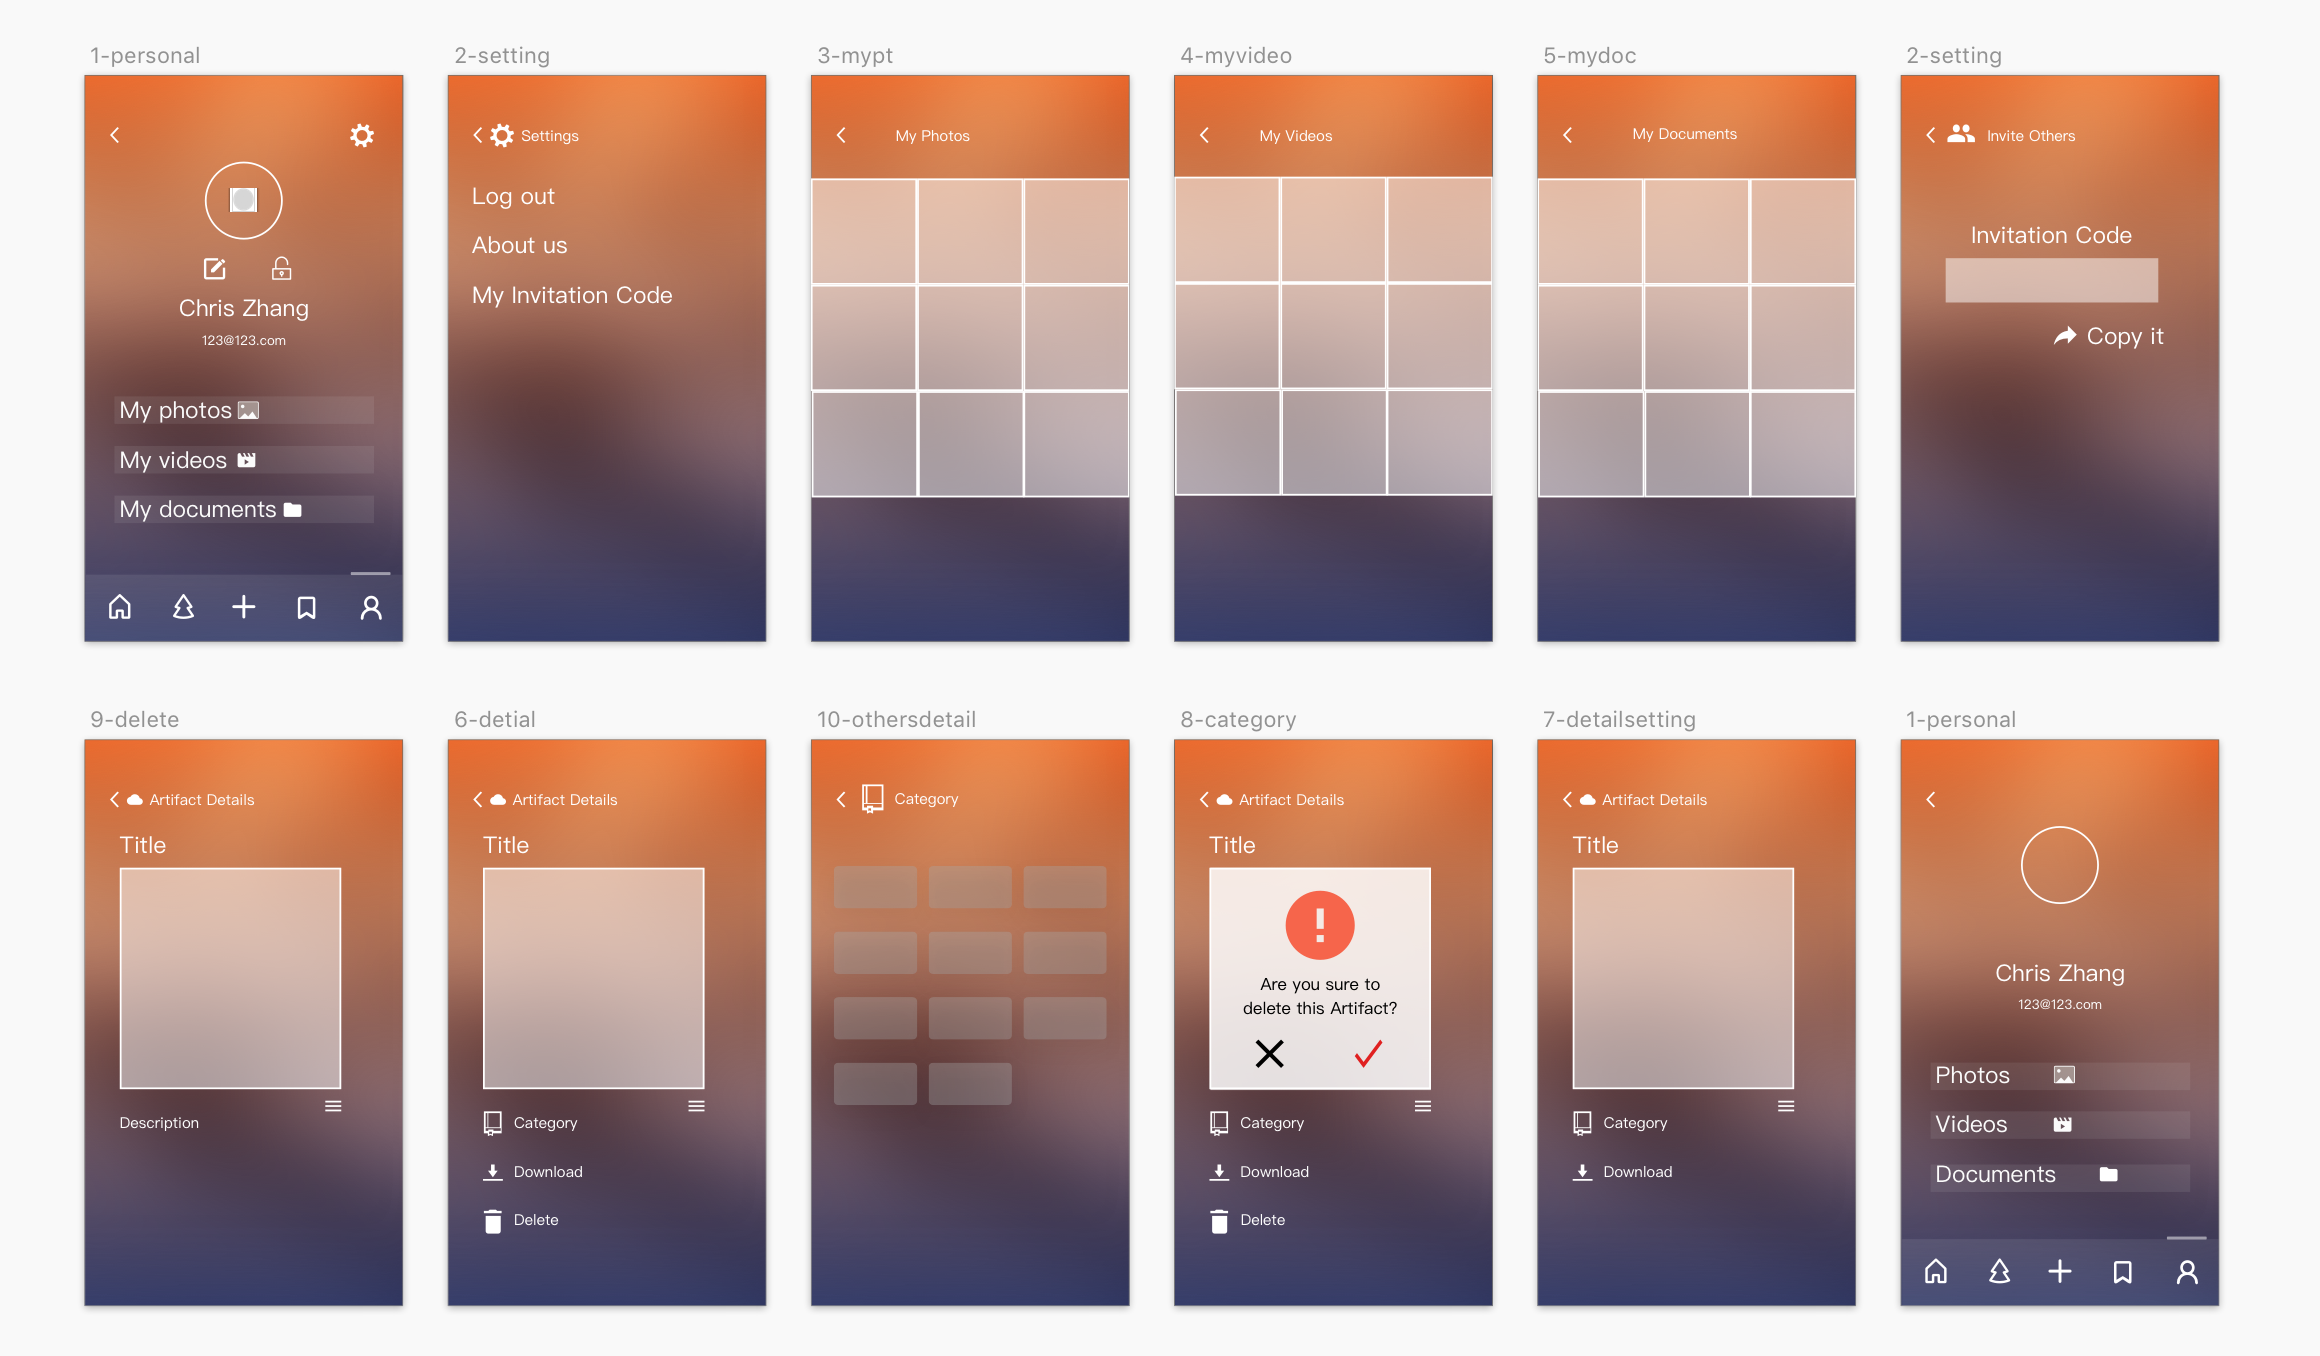 1-personal
Chris Zhang
123@123.com
My photos
My videos
My documents
2-setting
Settings
Log out
About us
My Invitation Code
3-mypt
My Photos
4-myvideo
My Videos
5-mydoc
My Documents
2-setting
Invite Others
Invitation Code
Copy it
9-delete
Artifact Details
Title
Description
6-detial
Artifact Details
Title
Category
Download
Delete
10-othersdetail
Category
8-category
Artifact Details
Title
Are you sure to
delete this Artifact?
Category
Download
Delete
7-detailsetting
Artifact Details
Title
Category
Download
1-personal
Chris Zhang
123@123.com
Photos
Videos
Documents